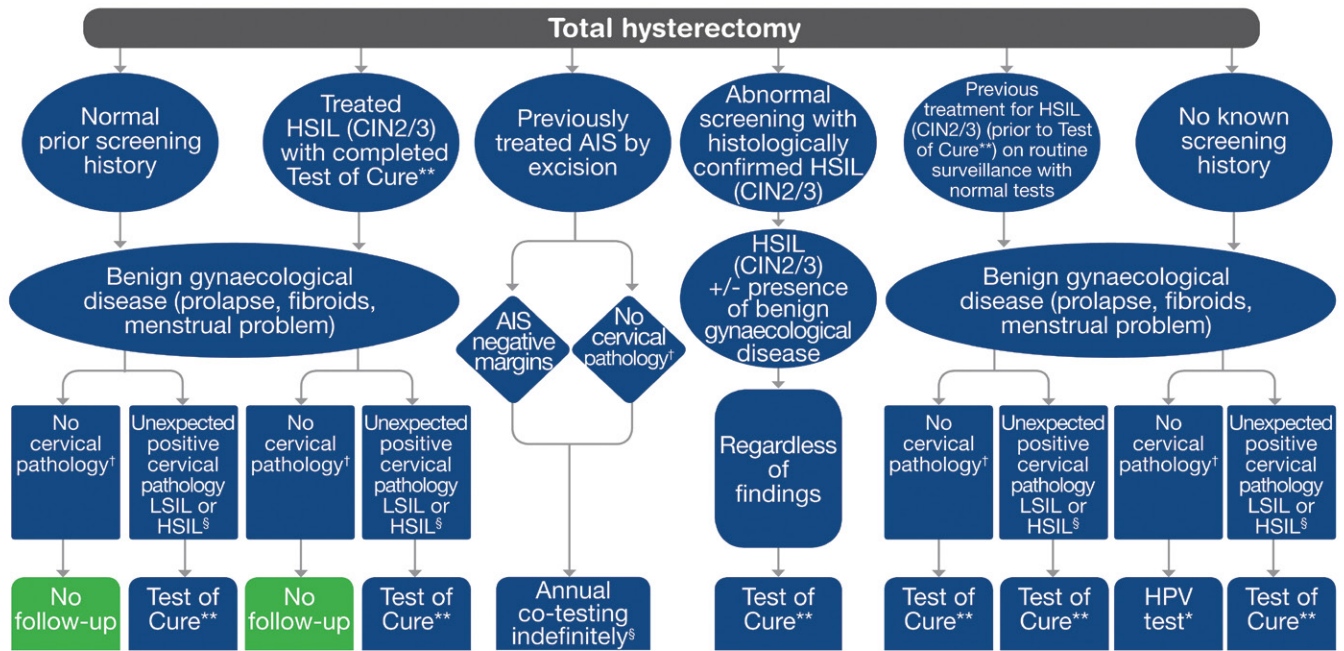 Total hysterectomy
Normal
prior screening
history
Treated
HSIL (CIN2/3)
with completed
Test of Cure**
Previously
treated AIS by
excision
Abnormal
screening with
histologically
confirmed HSIL
(CIN2/3)
Previous
treatment for HSIL
(CIN2/3) (prior to Test
of Cure**) on routine
surveillance with
normal tests
No known
screening
history
Benign gynaecological
disease (prolapse, fibroids,
menstrual problem)
AIS
negative
margins
No
cervical
pathology†
HSIL
(CIN2/3)
+/- presence
of benign
gynaecological
disease
Benign gynaecological
disease (prolapse, fibroids,
menstrual problem)
No
cervical
pathology†
Unexpected
positive
cervical
pathology
LSIL or
HSIL§
No
cervical
pathology†
Unexpected
positive
cervical
pathology
LSIL or
HSIL§
Regardless
of
findings
No
cervical
pathology†
Unexpected
positive
cervical
pathology
LSIL or
HSIL§
No
cervical
pathology†
Unexpected
positive
cervical
pathology
LSIL or
HSIL§
No
follow-up
Test of
Cure**
No
follow-up
Test of
Cure**
Annual
co-testing
indefinitely§
Test of
Cure**
Test of
Cure**
Test of
Cure**
HPV
test*
Test of
Cure**